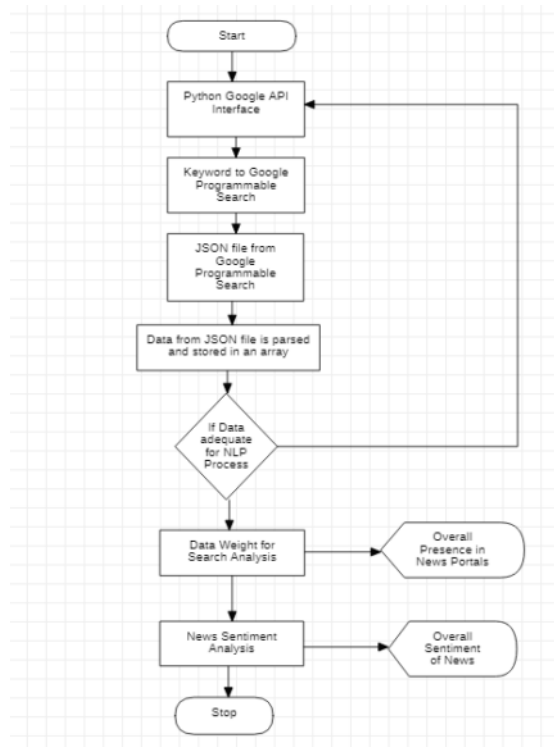 Start
Python Google API
Interface
Keyword to Google
Programmable
Search
JSON file from
Google
Programmable
Search
Data from JSON file is parsed
and stored in an array
If Data
adequate
for NLP
Process
Data Weight for
Search Analysis
Overall
Presence in
News Portals
News Sentiment
Analysis
Overall
Sentiment
of News
Stop